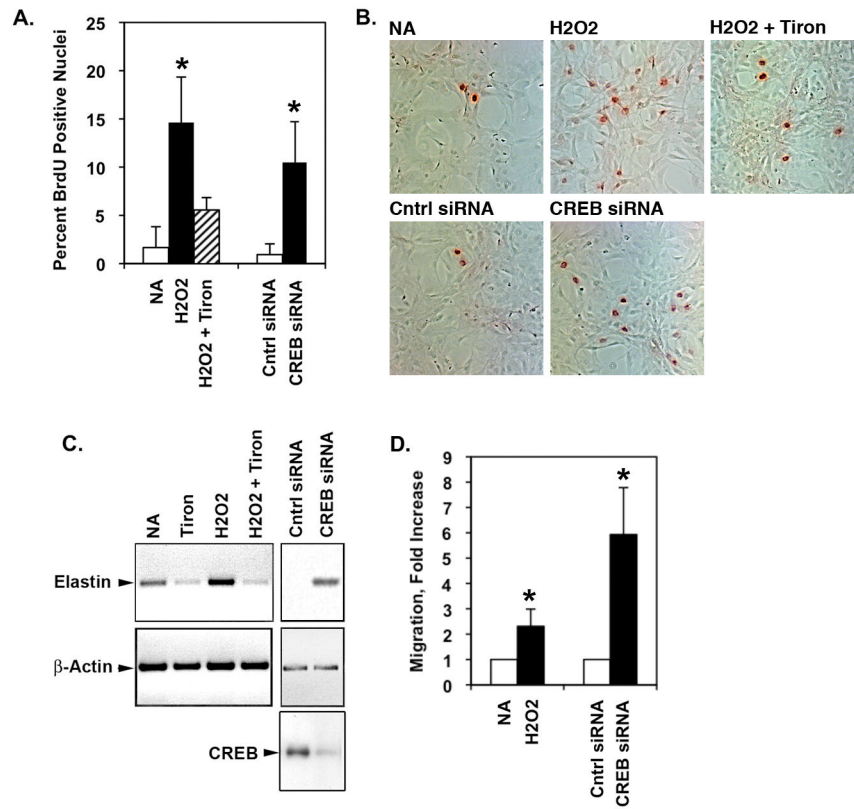 A.
Percent BrdU Positive Nuclei
25
20
15
10
5
0
*
*
NA
H2O2
H2O2 + Tiron
Cntrl siRNA
CREB siRNA
B.
NA
H2O2
H2O2 + Tiron
Cntrl siRNA
CREB siRNA
C.
NA
Tiron
H2O2
H2O2 + Tiron
Cntrl siRNA
CREB siRNA
Elastin
β-Actin
CREB
D.
Migration, Fold Increase
9
8
7
6
5
4
3
2
1
0
*
*
NA
H2O2
Cntrl siRNA
CREB siRNA